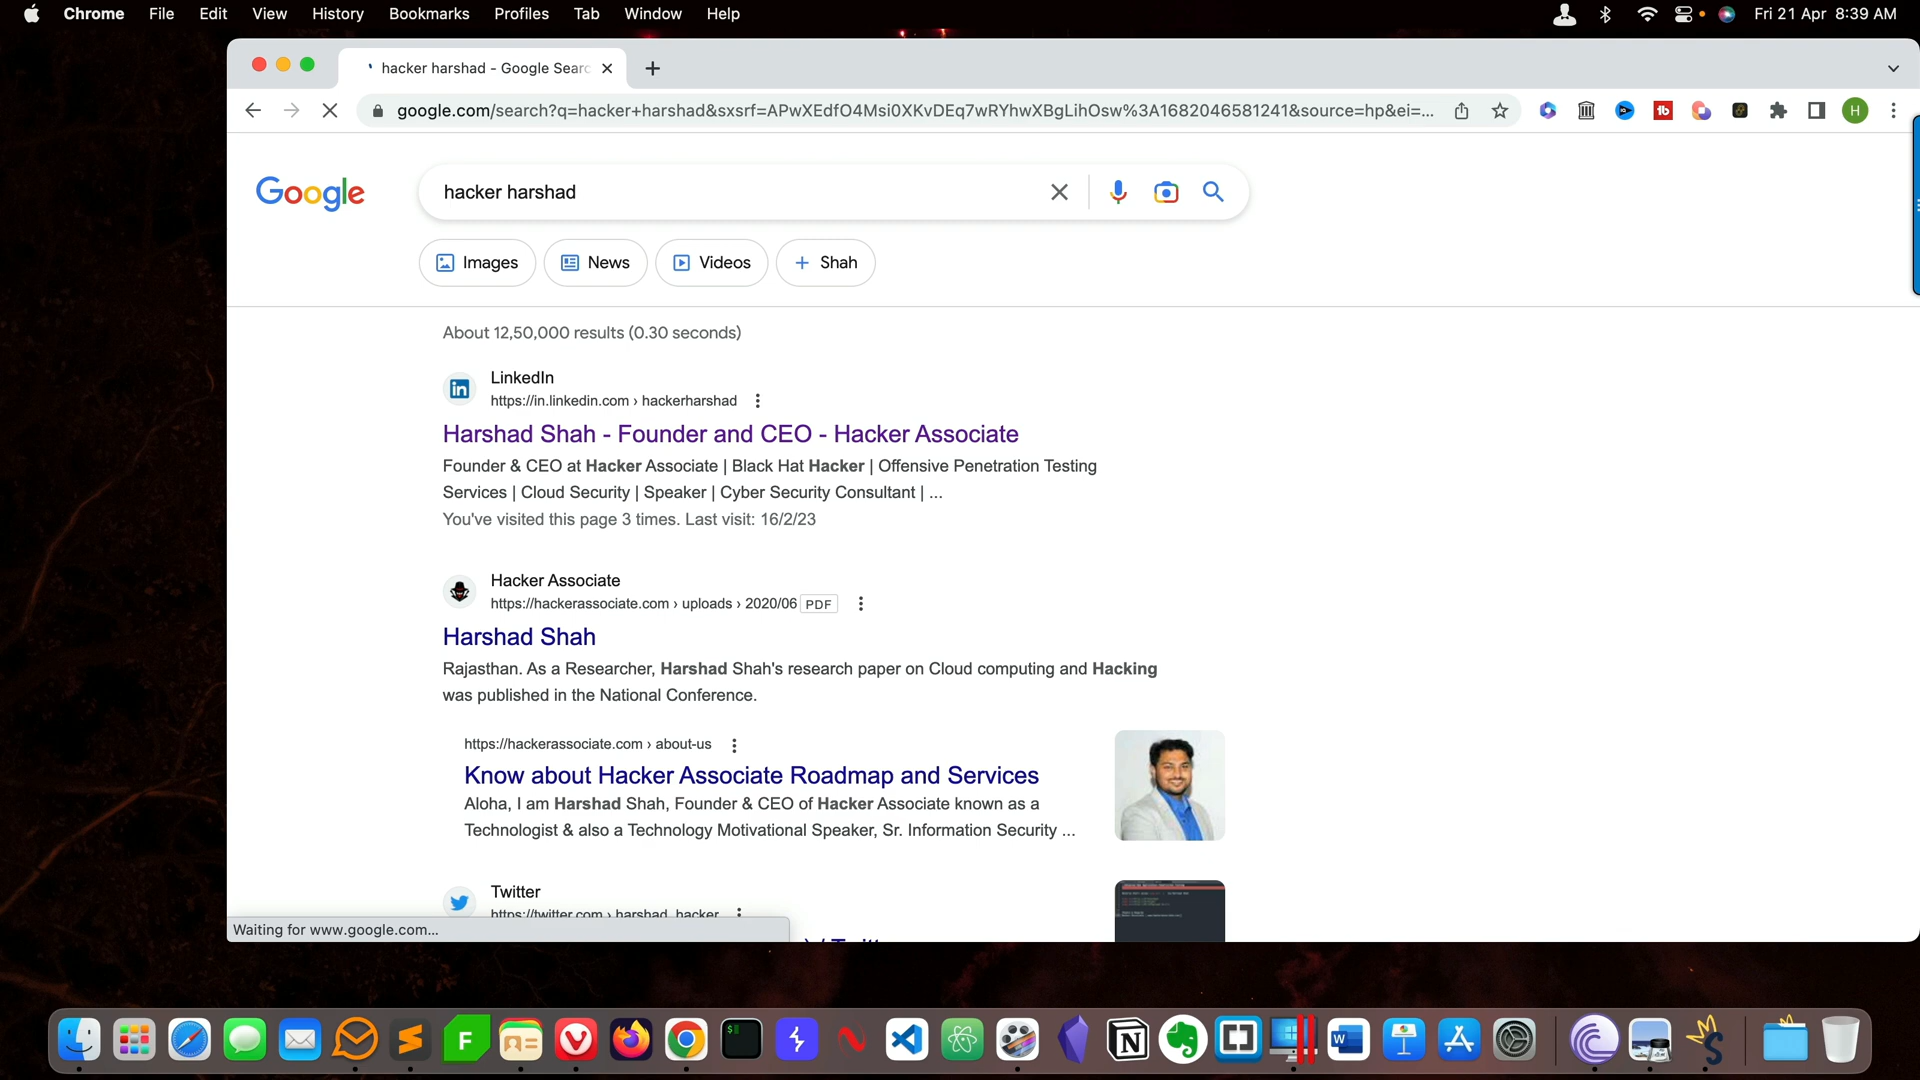 Chrome File Edit View History Bookmarks Profiles Tab Window Help Fri 21 Apr 8:39 AM
hacker harshad - Google Searc
google.com/search?q=hacker+harshad&sxsrf=APwXEdfO4Msi0XKvDEq7wRYhwXBgLihOsw%3A1682046581241&source=hp&ei=... H
Google hacker harshad
Images News Videos + Shah
About 12,50,000 results (0.30 seconds)
LinkedIn
https://in.linkedin.com › hackerharshad
Harshad Shah - Founder and CEO - Hacker Associate
Founder & CEO at Hacker Associate | Black Hat Hacker | Offensive Penetration Testing
Services | Cloud Security | Speaker | Cyber Security Consultant | ...
You've visited this page 3 times. Last visit: 16/2/23
Hacker Associate
https://hackerassociate.com › uploads › 2020/06 PDF
Harshad Shah
Rajasthan. As a Researcher, Harshad Shah's research paper on Cloud computing and Hacking
was published in the National Conference.
https://hackerassociate.com › about-us
Know about Hacker Associate Roadmap and Services
Aloha, I am Harshad Shah, Founder & CEO of Hacker Associate known as a
Technologist & also a Technology Motivational Speaker, Sr. Information Security ...
Twitter
https://twitter.com › harshad_hacker
Waiting for www.google.com...